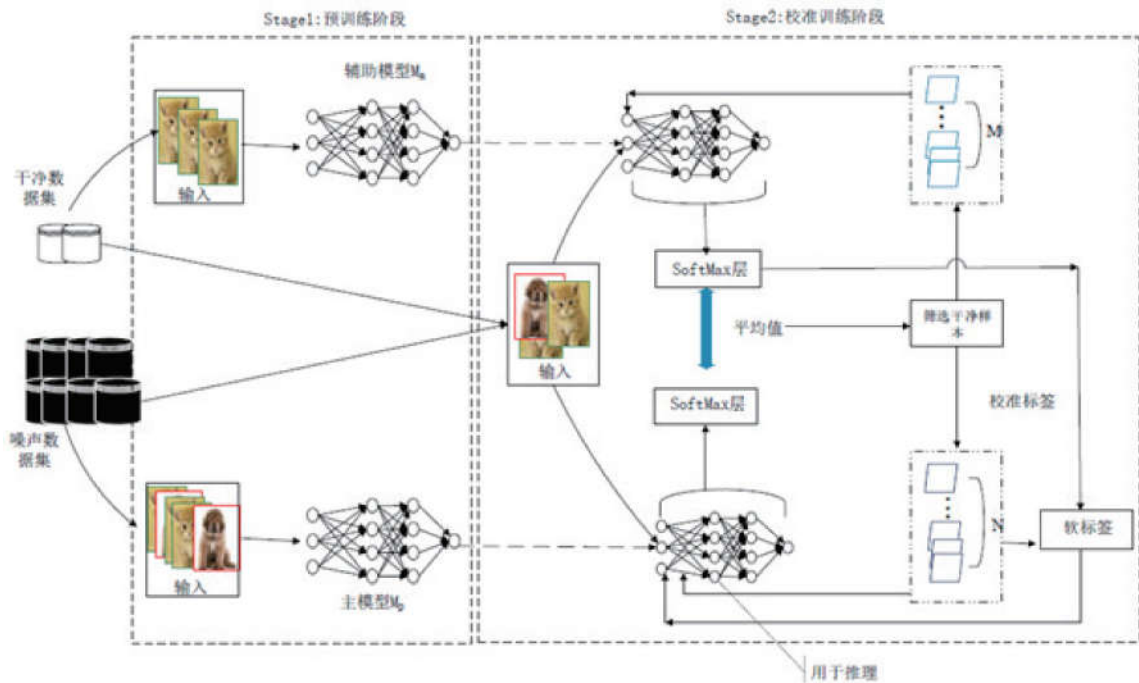 Stage1:预训练阶段
Stage2:校准训练阶段
辅助模型Ma
M
干净数
据集
输入
SoftMax层
平均值
筛选干净样
本
输入
SoftMax层
校准标签
噪声数
据集
N
软标签
输入
主模型Mp
用于推理